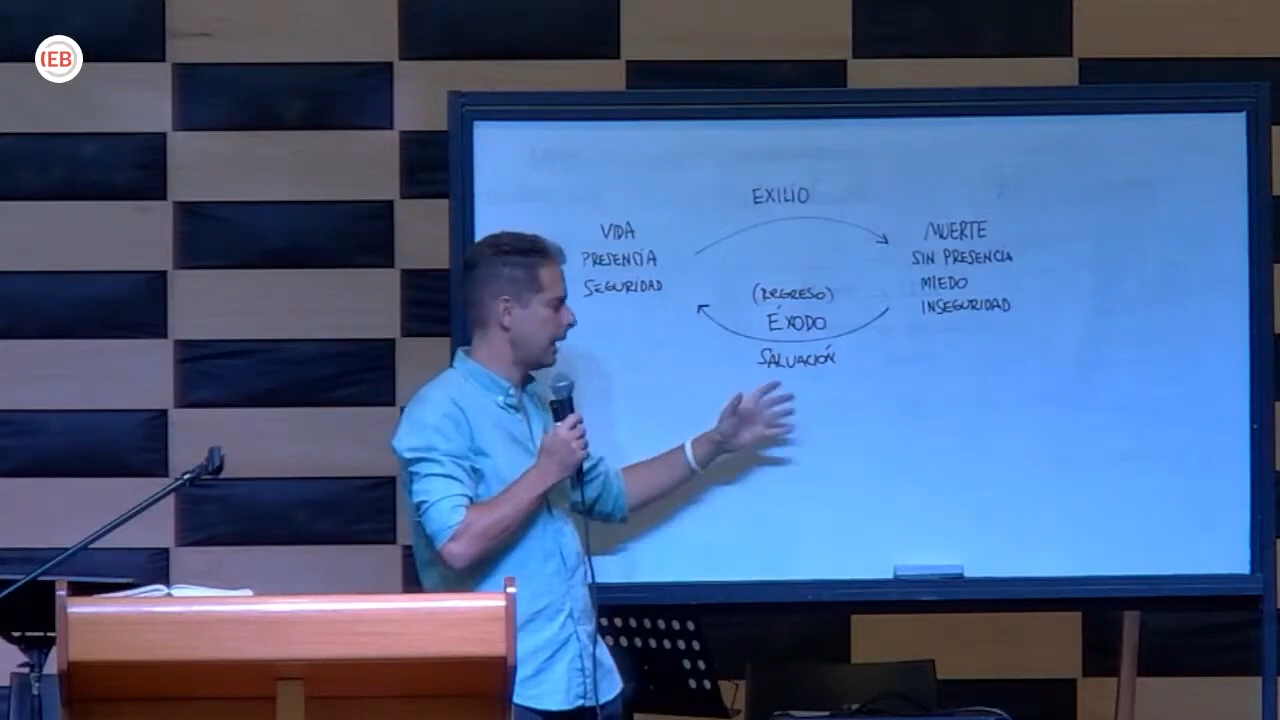 IEB
EXILIO
VIDA
PRESENCIA
SEGURIDAD
MUERTE
SIN PRESENCIA
MIEDO
INSEGURIDAD
(REGRESO)
ÉXODO
SALVACIÓN